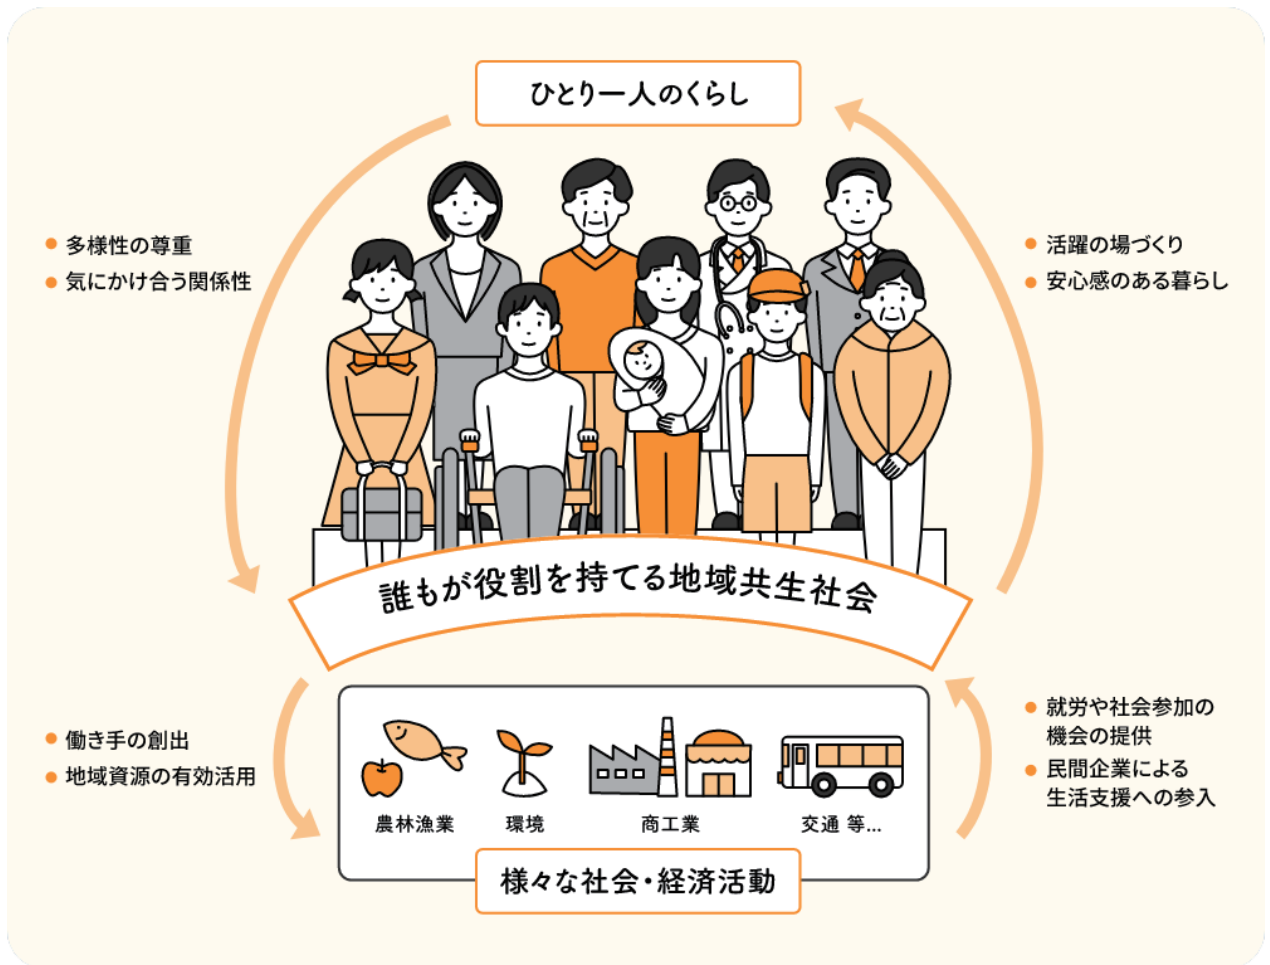 ひとり一人のくらし
多様性の尊重
気にかけ合う関係性
活躍の場づくり
安心感のある暮らし
誰もが役割を持てる地域共生社会
働き手の創出
地域資源の有効活用
就労や社会参加の
機会の提供
民間企業による
生活支援への参入
農林漁業
環境
商工業
交通 等...
様々な社会・経済活動